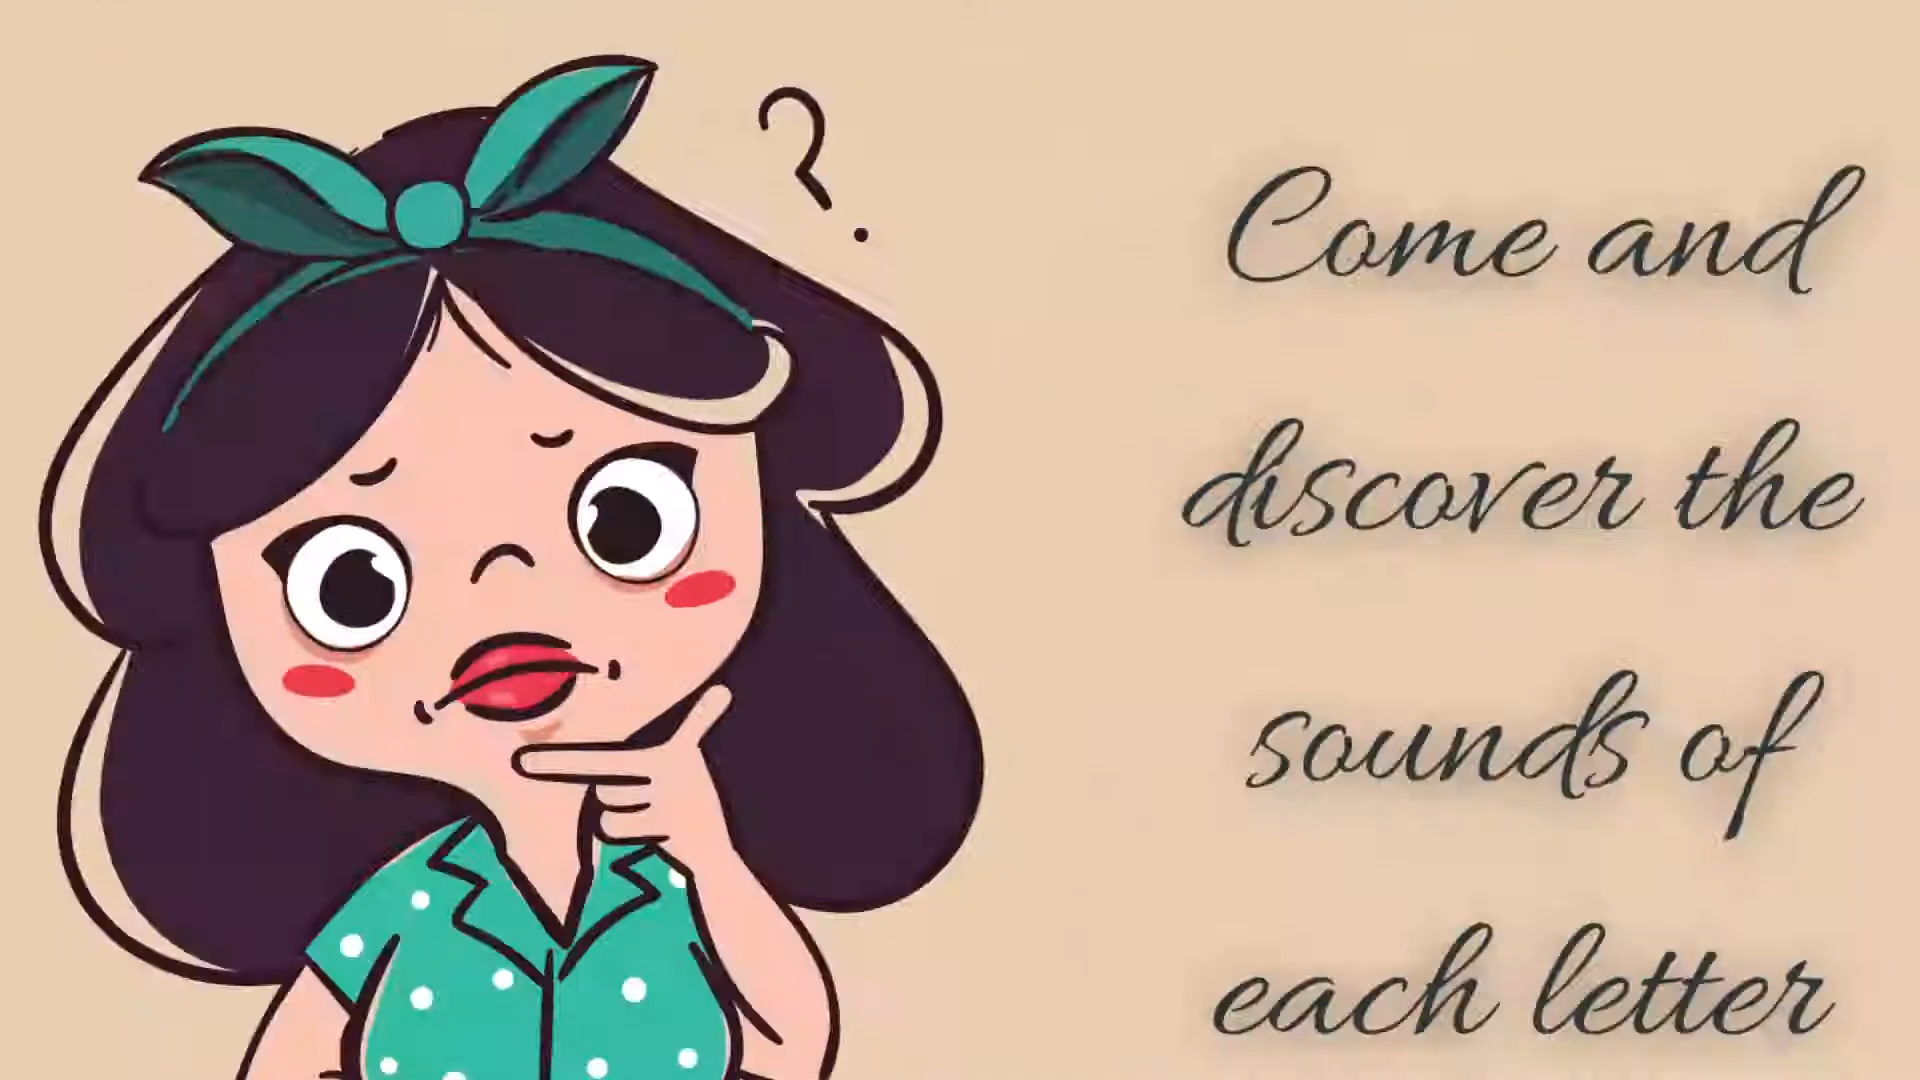 ?
Come and
discover the
sounds of
each letter